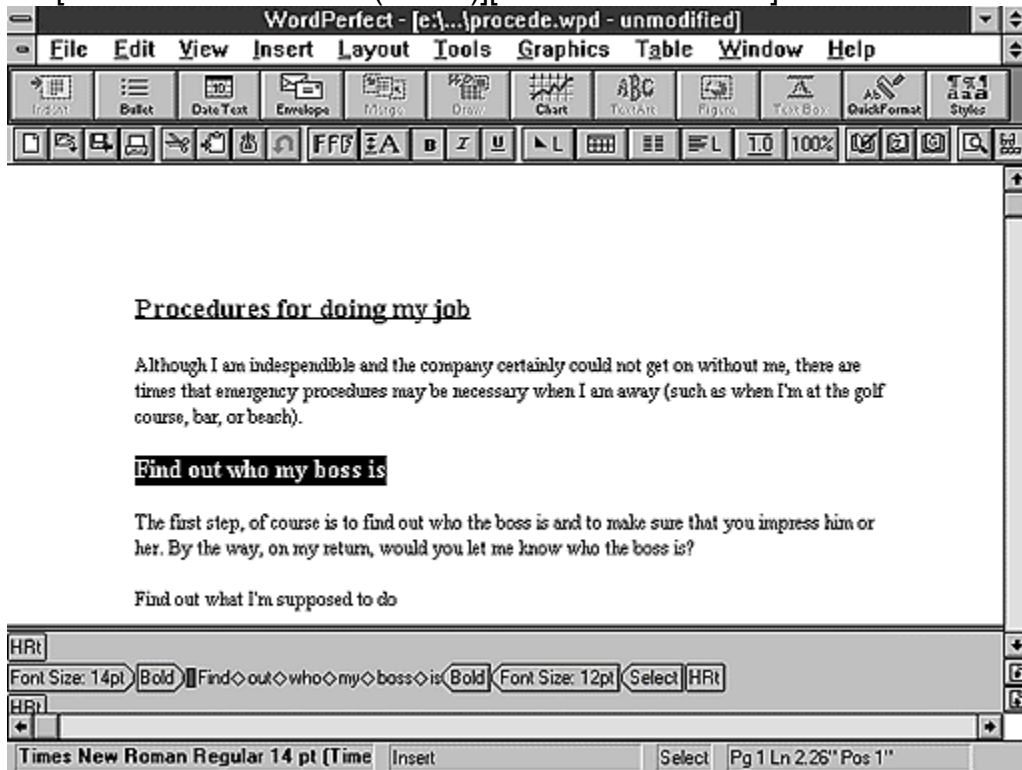 WordPerfect - [e:\...\procede.wpd - unmodified]
File Edit View Insert Layout Tools Graphics Table Window Help
Indent Bullet Date Text Envelope Merge Draw Chart TextArt Figure Text Box QuickFormat Styles
B I U L L 1.0 100%
Procedures for doing my job
Although I am indespendible and the company certainly could not get on without me, there are
times that emergency procedures may be necessary when I am away (such as when I'm at the golf
course, bar, or beach).
Find out who my boss is
The first step, of course is to find out who the boss is and to make sure that you impress him or
her. By the way, on my return, would you let me know who the boss is?
Find out what I'm supposed to do
HRt
Font Size: 14pt Bold Find◇out◇who◇my◇boss◇is Bold Font Size: 12pt Select HRt
HRt
Times New Roman Regular 14 pt (Time Insert Select Pg 1 Ln 2.26" Pos 1"